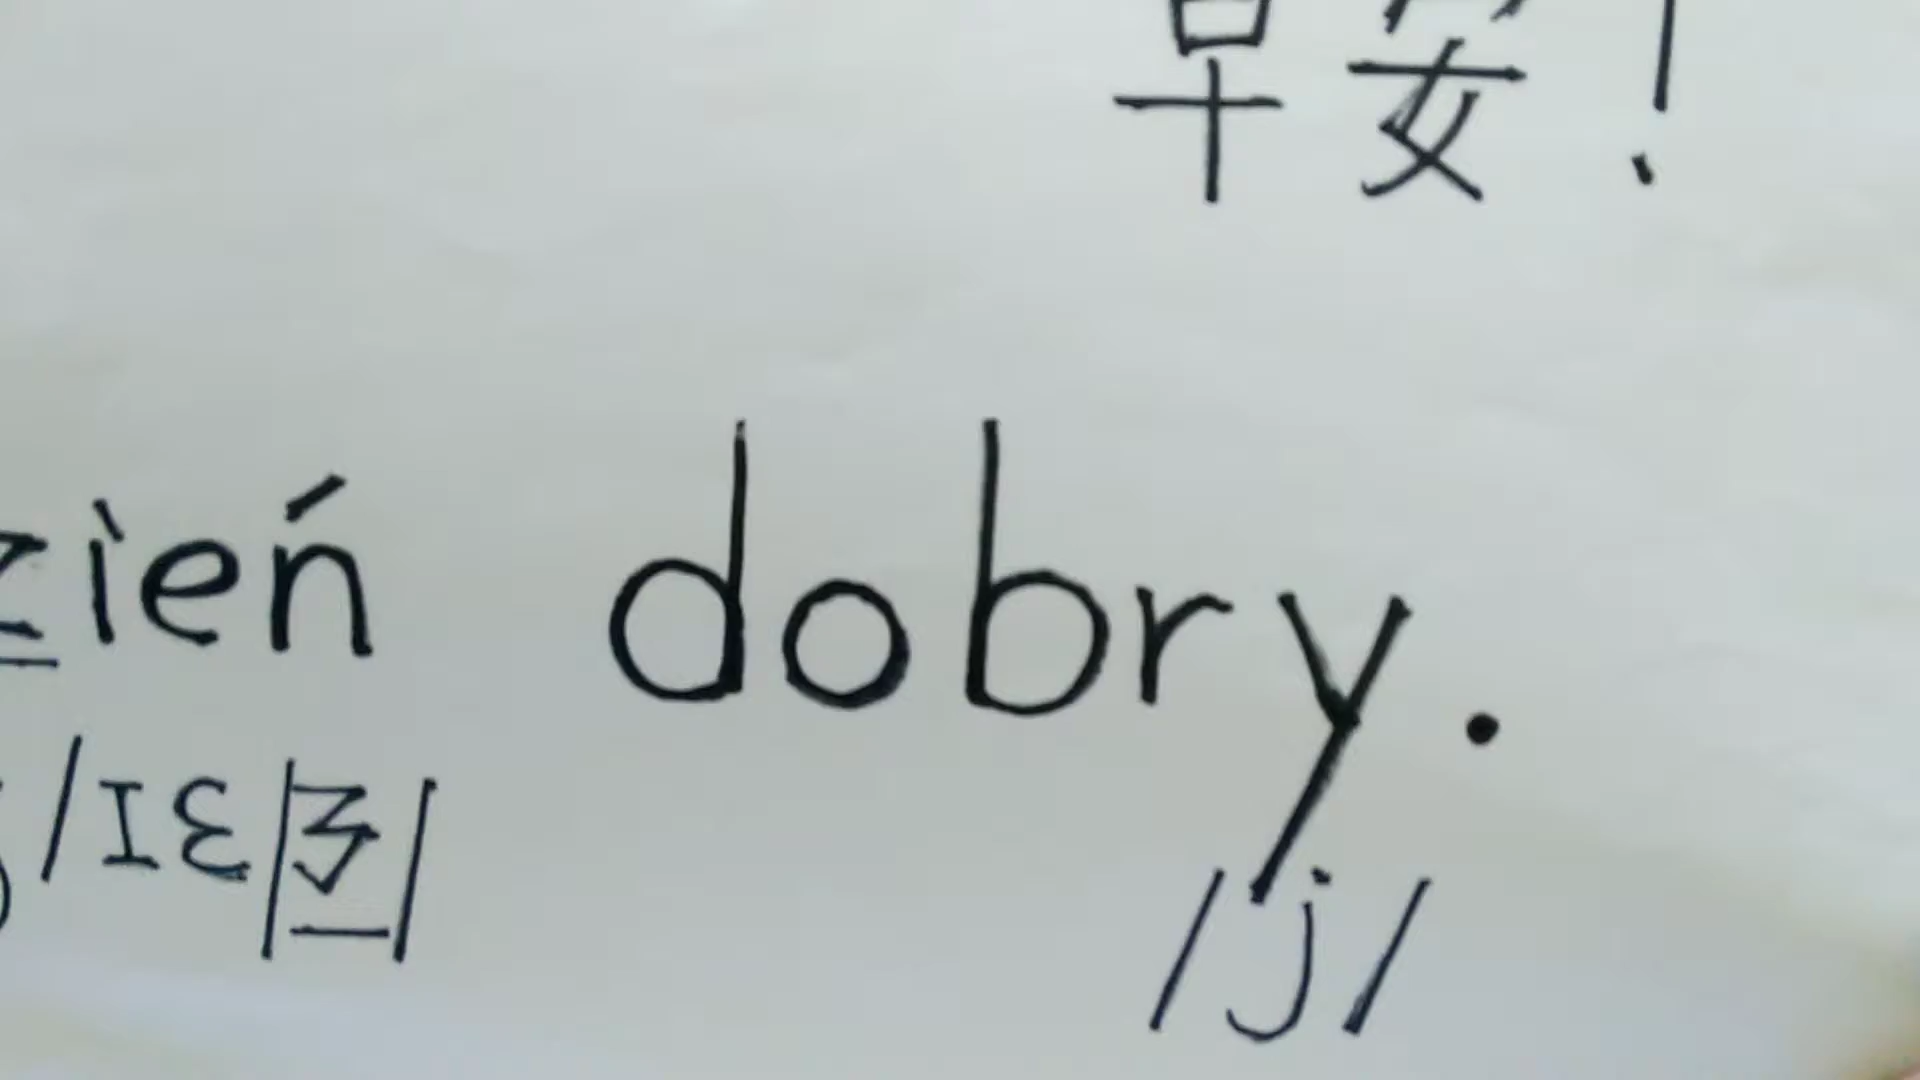 早安！
zień dobry.
/ɪɛ/
/j/